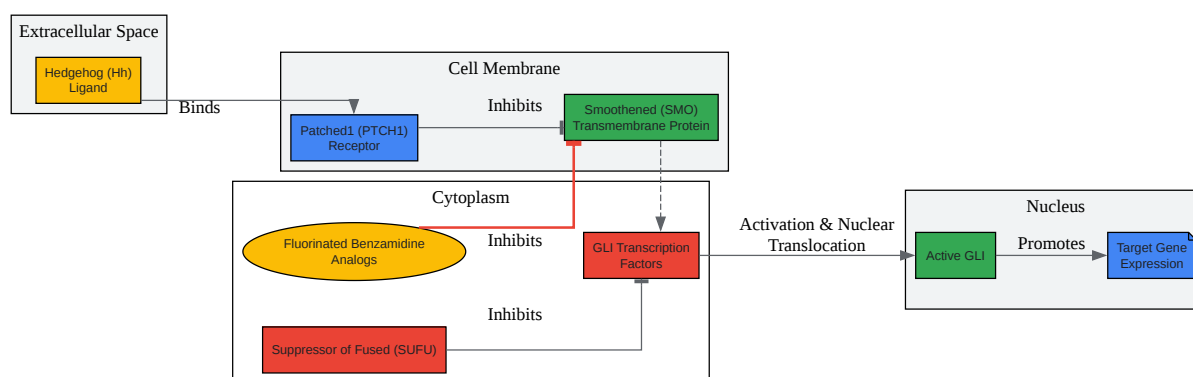 Extracellular Space
Hedgehog (Hh)
Ligand
Binds
Cell Membrane
Patched1 (PTCH1)
Receptor
Inhibits
Smoothened (SMO)
Transmembrane Protein
Cytoplasm
Fluorinated Benzamidine
Analogs
Inhibits
GLI Transcription
Factors
Suppressor of Fused (SUFU)
Inhibits
Activation & Nuclear
Translocation
Nucleus
Active GLI
Promotes
Target Gene
Expression